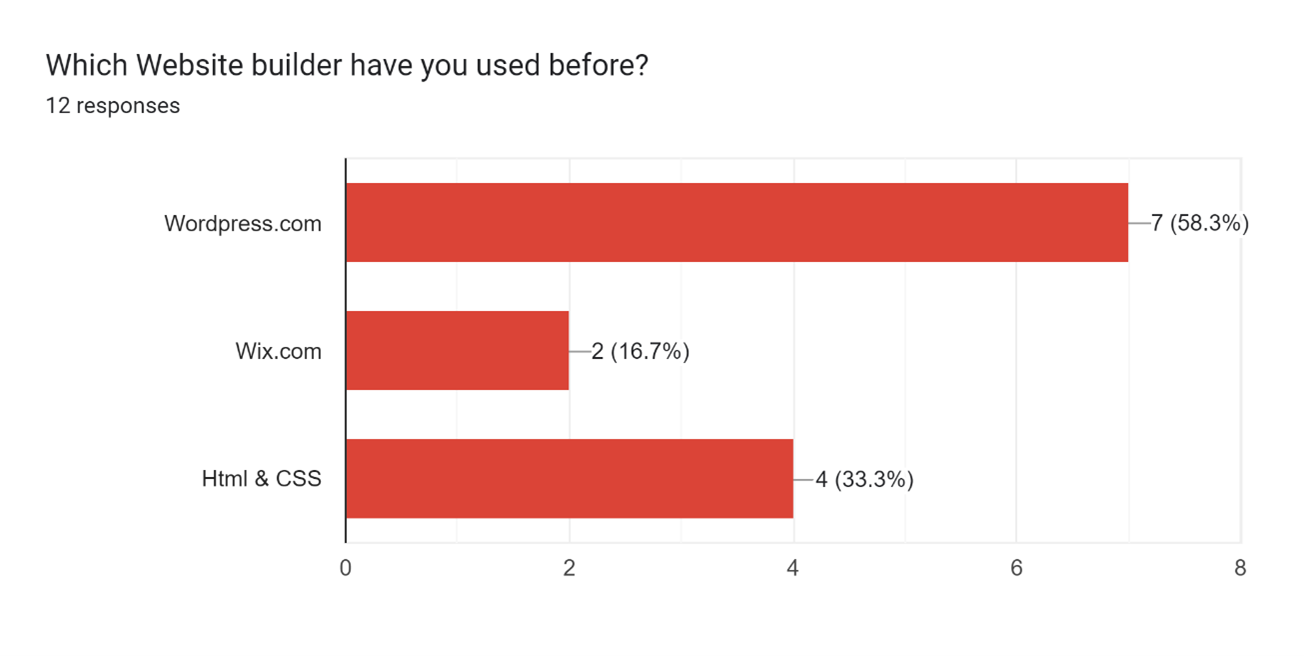 Which Website builder have you used before?
12 responses
Wordpress.com
7 (58.3%)
Wix.com
2 (16.7%)
Html & CSS
4 (33.3%)
0 2 4 6 8